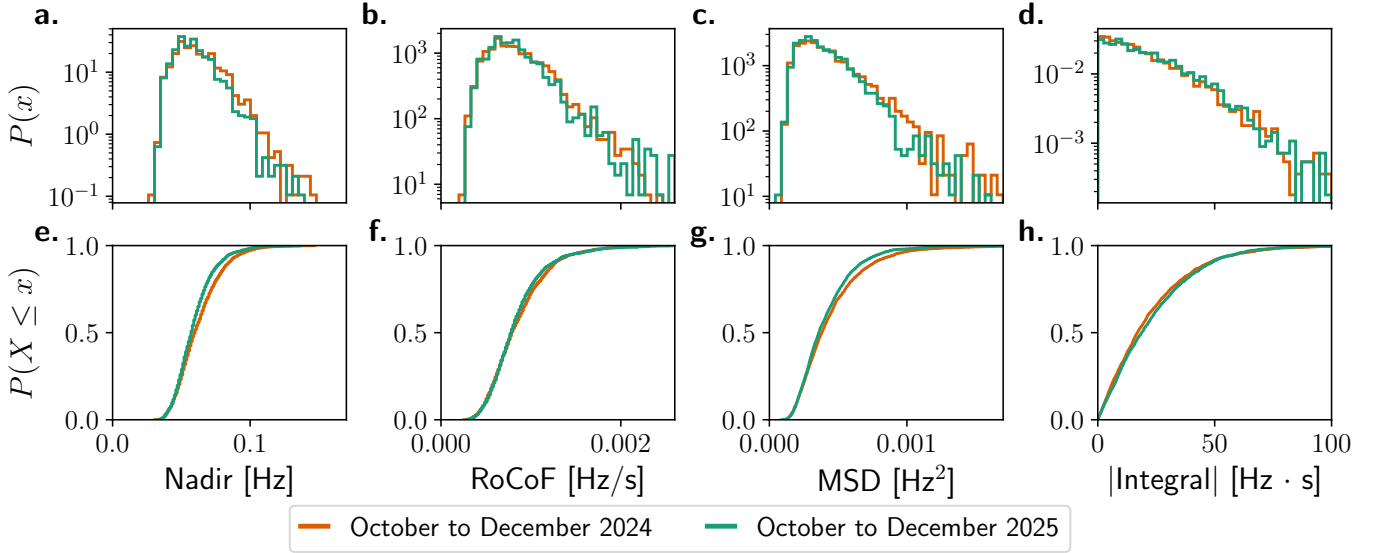 a. b. c. d.
P(x)
10^1 10^0 10^−1
10^3 10^2 10^1
10^3 10^2 10^1
10^−2 10^−3
e. f. g. h.
P(X ≤ x)
1.0 0.5 0.0
1.0 0.5 0.0
1.0 0.5 0.0
1.0 0.5 0.0
0.0 0.1 0.000 0.002 0.000 0.001 0 50 100
Nadir [Hz] RoCoF [Hz/s] MSD [Hz²] |Integral| [Hz · s]
October to December 2024 October to December 2025